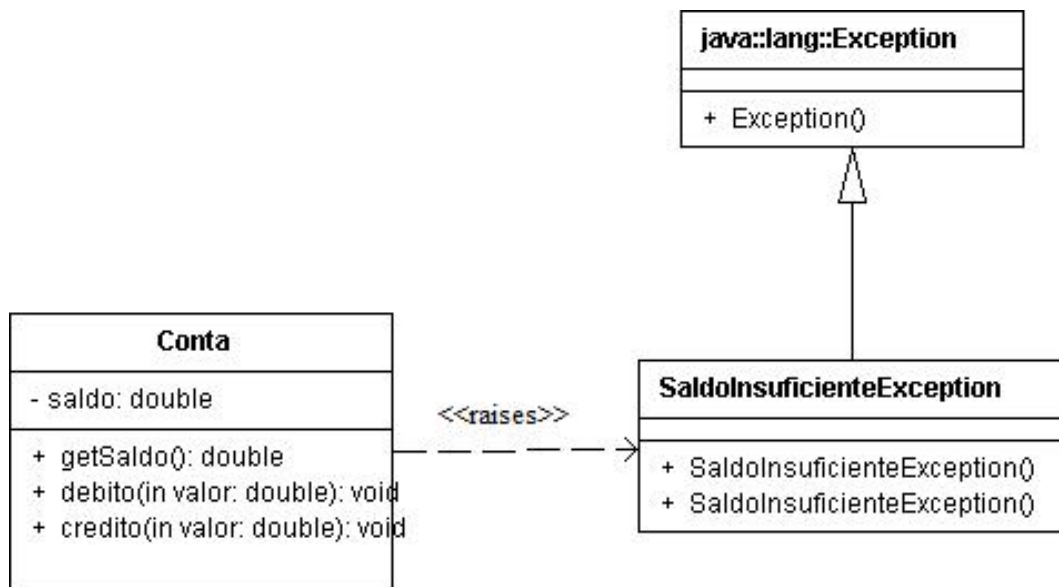 java::lang::Exception
+ Exception()
Conta
- saldo: double
+ getSaldo(): double
+ debito(in valor: double): void
+ credito(in valor: double): void
<<raises>>
SaldoInsuficienteException
+ SaldoInsuficienteException()
+ SaldoInsuficienteException()